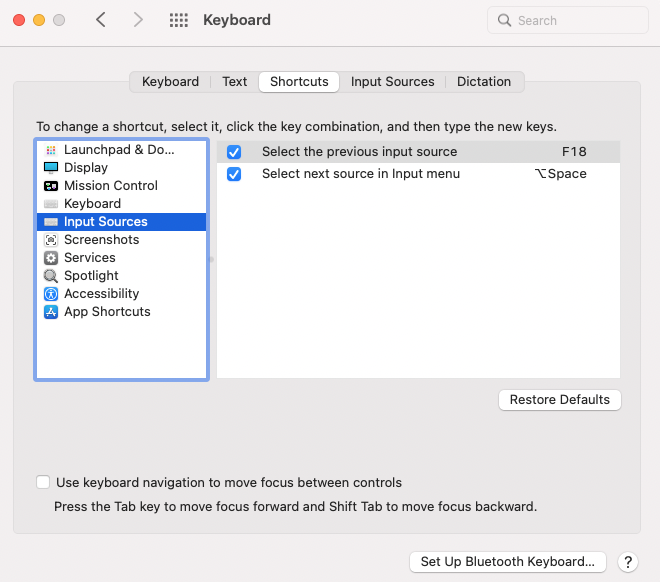 Keyboard
Search
Keyboard Text Shortcuts Input Sources Dictation
To change a shortcut, select it, click the key combination, and then type the new keys.
Launchpad & Do...
Display
Mission Control
Keyboard
Input Sources
Screenshots
Services
Spotlight
Accessibility
App Shortcuts
Select the previous input source F18
Select next source in Input menu ⌥Space
Restore Defaults
Use keyboard navigation to move focus between controls
Press the Tab key to move focus forward and Shift Tab to move focus backward.
Set Up Bluetooth Keyboard... ?